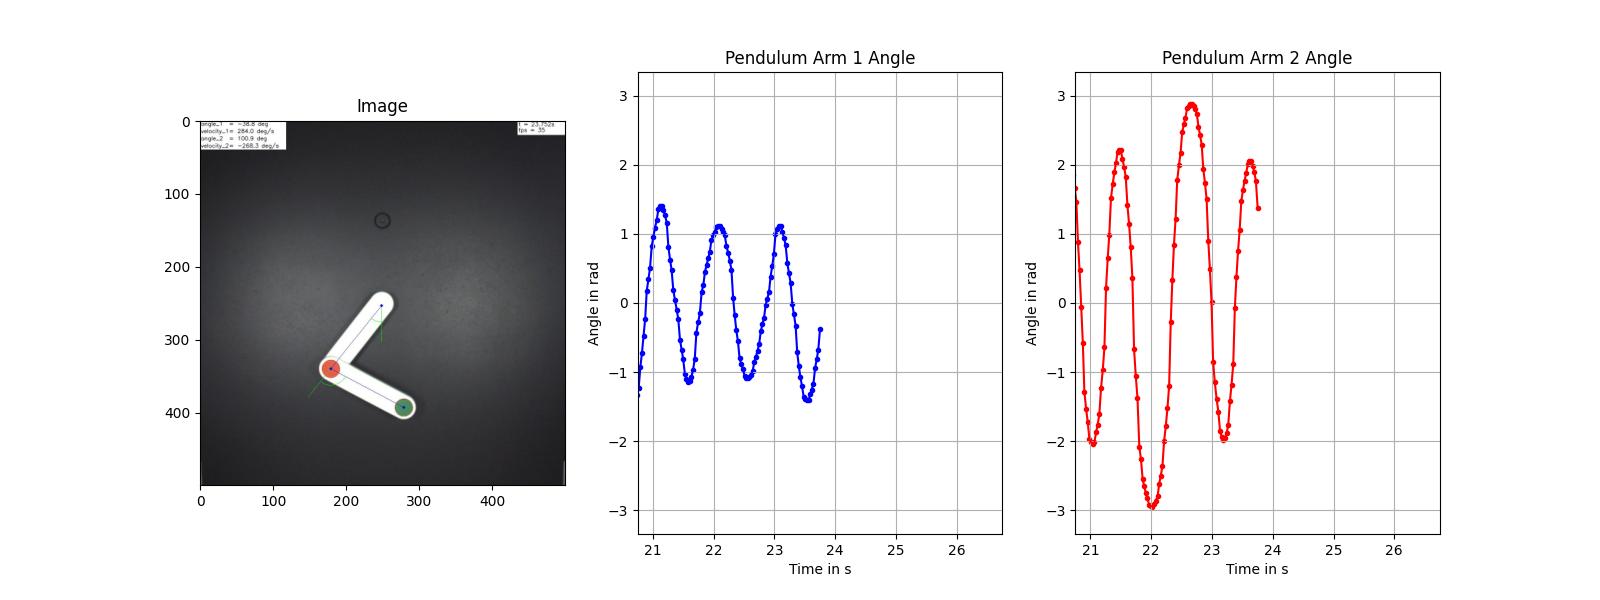 Image
Pendulum Arm 1 Angle
Pendulum Arm 2 Angle
angle_1 = -38.8 deg
velocity_1= 284.0 deg/s
angle_2 = 100.9 deg
velocity_2= -268.3 deg/s
t = 23.752s
fps = 35
0
100
200
300
400
0 100 200 300 400
Angle in rad
3
2
1
0
−1
−2
−3
21 22 23 24 25 26
Time in s
Angle in rad
3
2
1
0
−1
−2
−3
21 22 23 24 25 26
Time in s